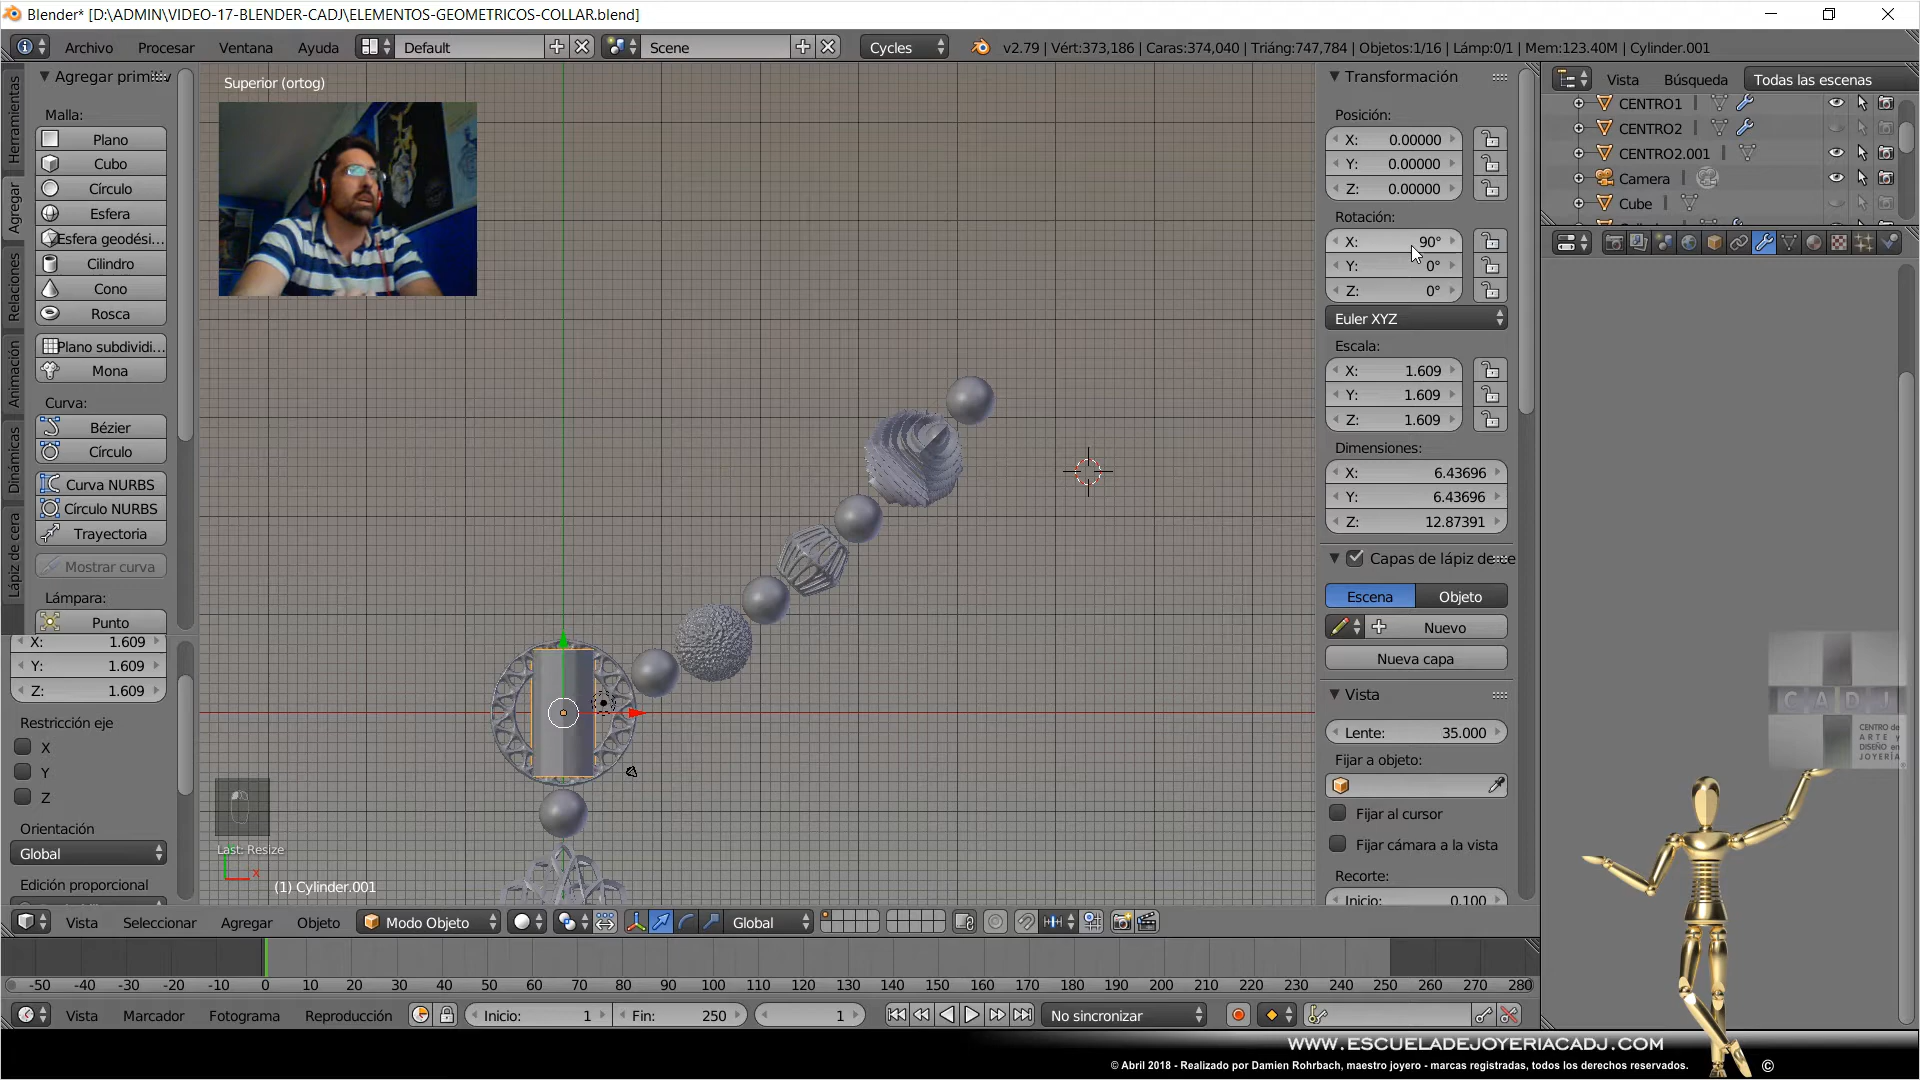 Blender* [D:\ADMIN\VIDEO-17-BLENDER-CADJ\ELEMENTOS-GEOMETRICOS-COLLAR.blend]
Archivo Procesar Ventana Ayuda Default Scene Cycles v2.79 | Vért:373,186 | Caras:374,040 | Triáng:747,784 | Objetos:1/16 | Lámp:0/1 | Mem:123.40M | Cylinder.001
Herramientas
Agregar
Relaciones
Animación
Dinámicas
Lápiz de cera
Agregar primitiv
Malla:
Plano
Cubo
Círculo
Esfera
Esfera geodési...
Cilindro
Cono
Rosca
Plano subdividi...
Mona
Curva:
Bézier
Círculo
Curva NURBS
Círculo NURBS
Trayectoria
Mostrar curva
Lámpara:
Punto
X: 1.609
Y: 1.609
Z: 1.609
Restricción eje
X
Y
Z
Orientación
Global
Edición proporcional
Superior (ortog)
Last: Resize
x
(1) Cylinder.001
Transformación
Posición:
X: 0.00000
Y: 0.00000
Z: 0.00000
Rotación:
X: 90°
Y: 0°
Z: 0°
Euler XYZ
Escala:
X: 1.609
Y: 1.609
Z: 1.609
Dimensiones:
X: 6.43696
Y: 6.43696
Z: 12.87391
Capas de lápiz de ce
Escena Objeto
Nuevo
Nueva capa
Vista
Lente: 35.000
Fijar a objeto:
Fijar al cursor
Fijar cámara a la vista
Recorte:
Inicio: 0.100
Vista Búsqueda Todas las escenas
CENTRO1
CENTRO2
CENTRO2.001
Camera
Cube
CADJ
CENTRO de
ARTE y
DISEÑO en
JOYERÍA
Vista Seleccionar Agregar Objeto Modo Objeto Global
-50 -40 -30 -20 -10 0 10 20 30 40 50 60 70 80 90 100 110 120 130 140 150 160 170 180 190 200 210 220 230 240 250 260 270 280
Vista Marcador Fotograma Reproducción Inicio: 1 Fin: 250 1 No sincronizar
WWW.ESCUELADEJOYERIACADJ.COM
© Abril 2018 - Realizado por Damien Rohrbach, maestro joyero - marcas registradas, todos los derechos reservados. ©